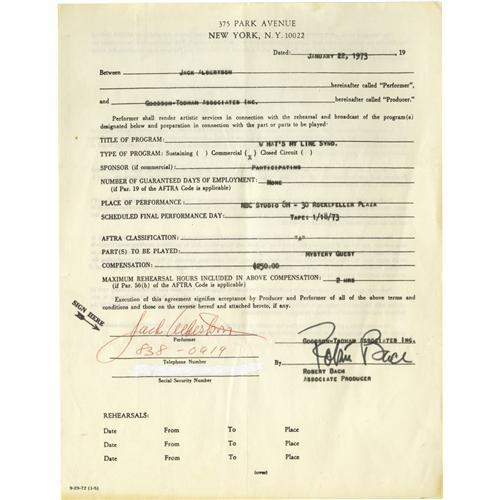 375 PARK AVENUE
NEW YORK, N.Y. 10022
Dated: JANUARY 22, 1973, 19
Between JACK ALBERTSON
hereinafter called "Performer",
and GOODSON-TODMAN ASSOCIATES INC. hereinafter called "Producer."
Performer shall render artistic services in connection with the rehearsal and broadcast of the program(s)
designated below and preparation in connection with the part or parts to be played:
TITLE OF PROGRAM: WHAT'S MY LINE SYND.
TYPE OF PROGRAM: Sustaining ( ) Commercial (X) Closed Circuit ( )
SPONSOR (if commercial): PARTICIPATING
NUMBER OF GUARANTEED DAYS OF EMPLOYMENT: NONE
(if Par. 19 of the AFTRA Code is applicable)
PLACE OF PERFORMANCE: NBC STUDIO 6H - 30 ROCKEFELLER PLAZA
SCHEDULED FINAL PERFORMANCE DAY: TAPE: 1/18/73
AFTRA CLASSIFICATION: "A"
PART(S) TO BE PLAYED: MYSTERY GUEST
COMPENSATION: $250.00
MAXIMUM REHEARSAL HOURS INCLUDED IN ABOVE COMPENSATION: 2 HRS
(if Par. 56(b) of the AFTRA Code is applicable)
Execution of this agreement signifies acceptance by Producer and Performer of all of the above terms
and conditions and those on the reverse hereof and attached hereto, if any.
SIGN HERE
Jack Albertson
GOODSON-TODMAN ASSOCIATES INC.
Performer
838-0919
By Robin Bach
Telephone Number
ROBERT BACH
ASSOCIATE PRODUCER
Social Security Number
REHEARSALS:
Date From To Place
Date From To Place
Date From To Place
(over)
9-29-72 (1-5)